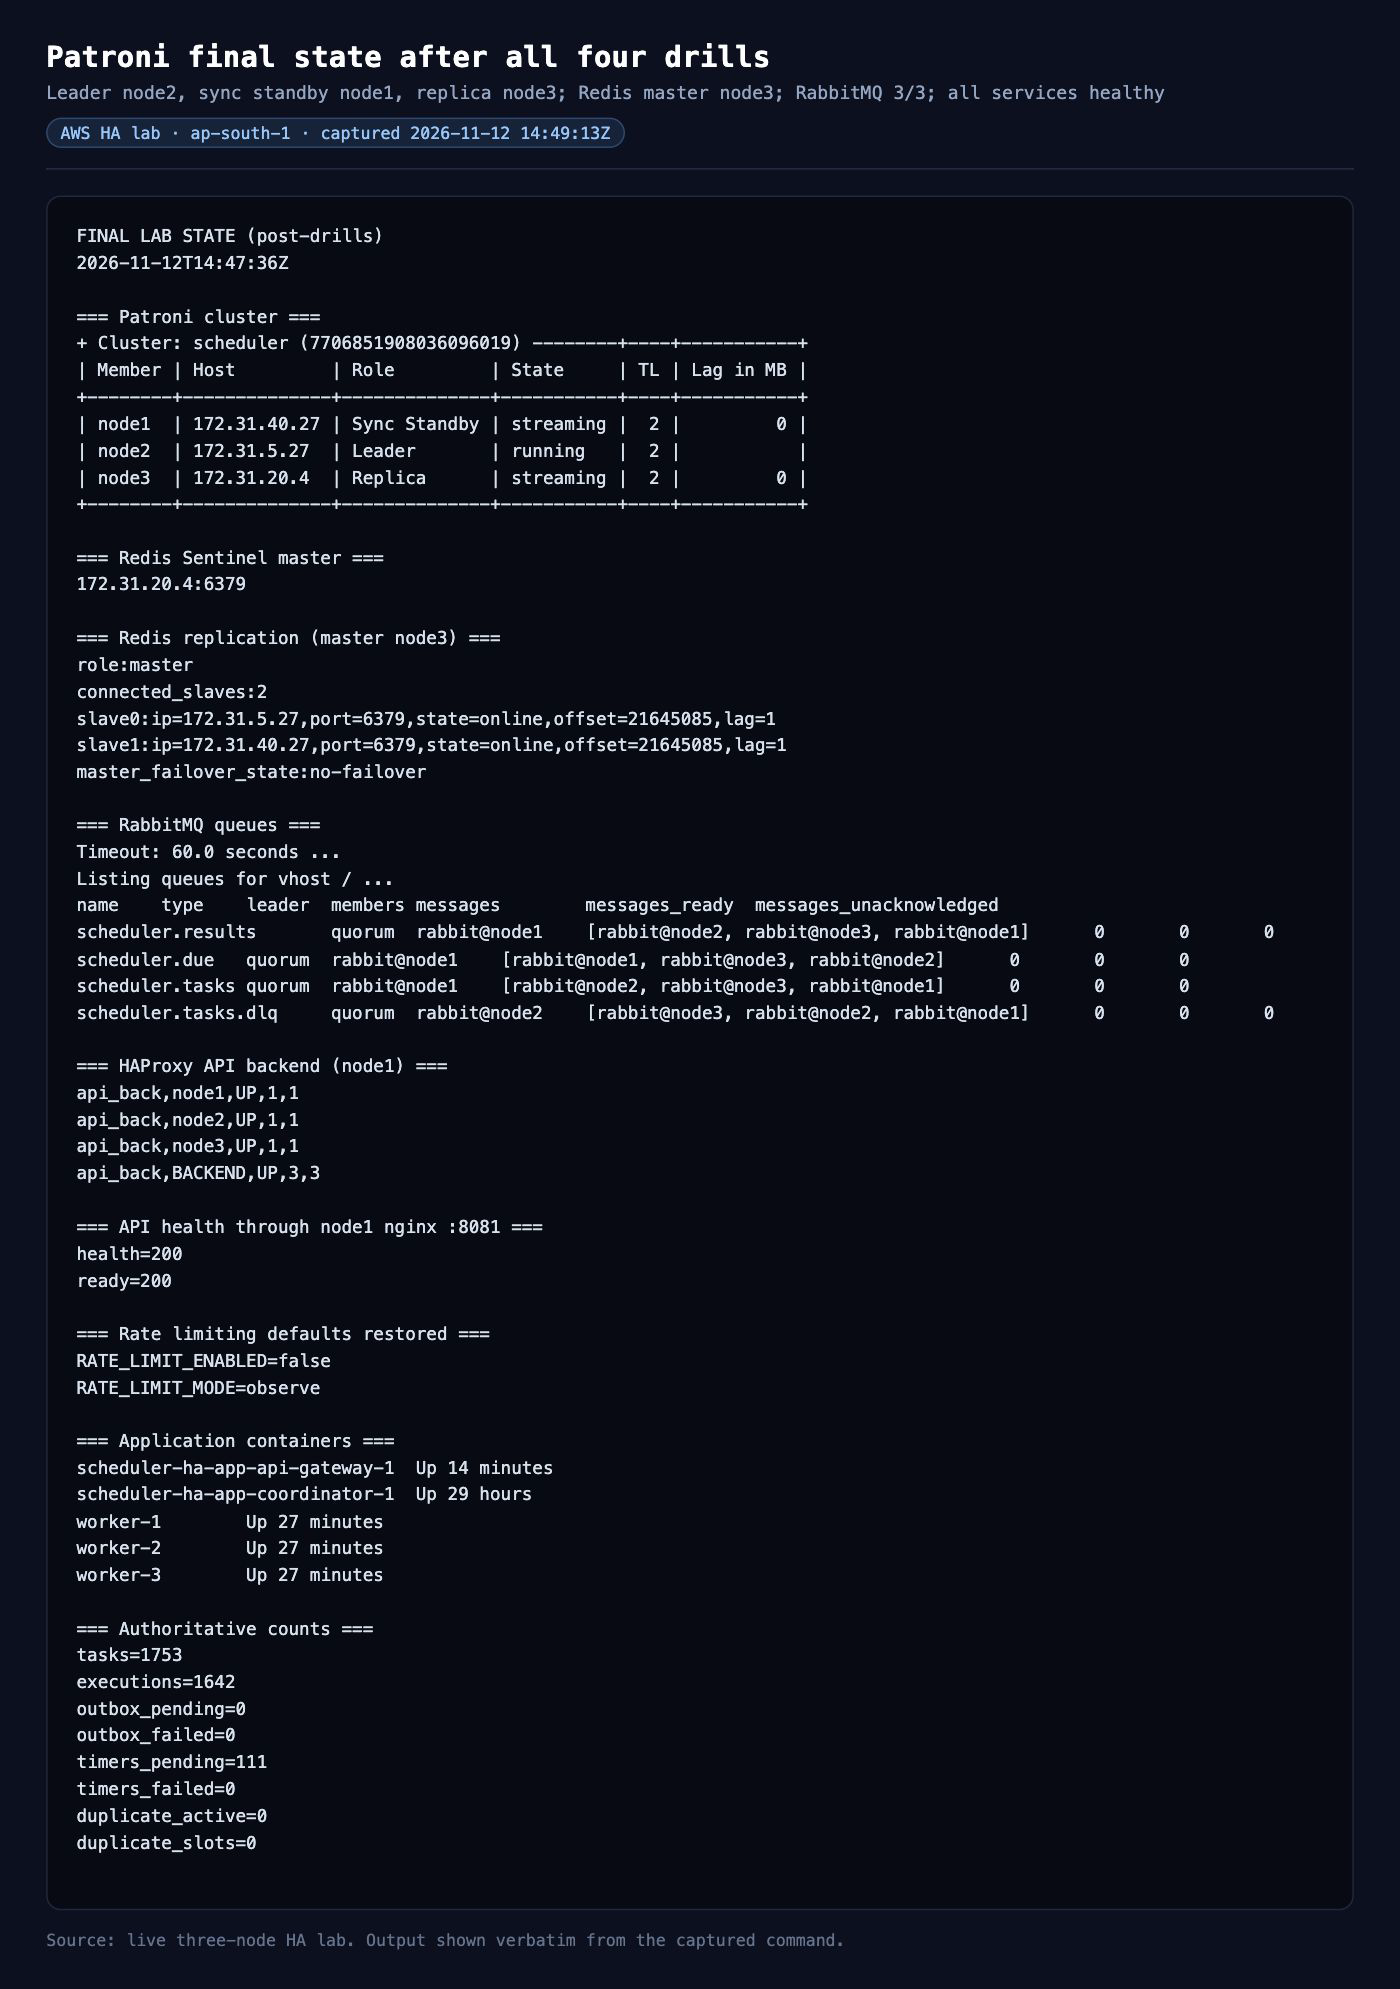 Patroni final state after all four drills
Leader node2, sync standby node1, replica node3; Redis master node3; RabbitMQ 3/3; all services healthy
AWS HA lab · ap-south-1 · captured 2026-11-12 14:49:13Z
FINAL LAB STATE (post-drills)
2026-11-12T14:47:36Z
=== Patroni cluster ===
+ Cluster: scheduler (7706851908036096019) --------+----+-----------+
| Member | Host         | Role         | State     | TL | Lag in MB |
+--------+--------------+--------------+-----------+----+-----------+
| node1  | 172.31.40.27 | Sync Standby | streaming |  2 |         0 |
| node2  | 172.31.5.27  | Leader       | running   |  2 |           |
| node3  | 172.31.20.4  | Replica      | streaming |  2 |         0 |
+--------+--------------+--------------+-----------+----+-----------+
=== Redis Sentinel master ===
172.31.20.4:6379
=== Redis replication (master node3) ===
role:master
connected_slaves:2
slave0:ip=172.31.5.27,port=6379,state=online,offset=21645085,lag=1
slave1:ip=172.31.40.27,port=6379,state=online,offset=21645085,lag=1
master_failover_state:no-failover
=== RabbitMQ queues ===
Timeout: 60.0 seconds ...
Listing queues for vhost / ...
name    type    leader  members messages        messages_ready  messages_unacknowledged
scheduler.results       quorum  rabbit@node1    [rabbit@node2, rabbit@node3, rabbit@node1]      0       0       0
scheduler.due   quorum  rabbit@node1    [rabbit@node1, rabbit@node3, rabbit@node2]      0       0       0
scheduler.tasks quorum  rabbit@node1    [rabbit@node2, rabbit@node3, rabbit@node1]      0       0       0
scheduler.tasks.dlq     quorum  rabbit@node2    [rabbit@node3, rabbit@node2, rabbit@node1]      0       0       0
=== HAProxy API backend (node1) ===
api_back,node1,UP,1,1
api_back,node2,UP,1,1
api_back,node3,UP,1,1
api_back,BACKEND,UP,3,3
=== API health through node1 nginx :8081 ===
health=200
ready=200
=== Rate limiting defaults restored ===
RATE_LIMIT_ENABLED=false
RATE_LIMIT_MODE=observe
=== Application containers ===
scheduler-ha-app-api-gateway-1  Up 14 minutes
scheduler-ha-app-coordinator-1  Up 29 hours
worker-1        Up 27 minutes
worker-2        Up 27 minutes
worker-3        Up 27 minutes
=== Authoritative counts ===
tasks=1753
executions=1642
outbox_pending=0
outbox_failed=0
timers_pending=111
timers_failed=0
duplicate_active=0
duplicate_slots=0
Source: live three-node HA lab. Output shown verbatim from the captured command.